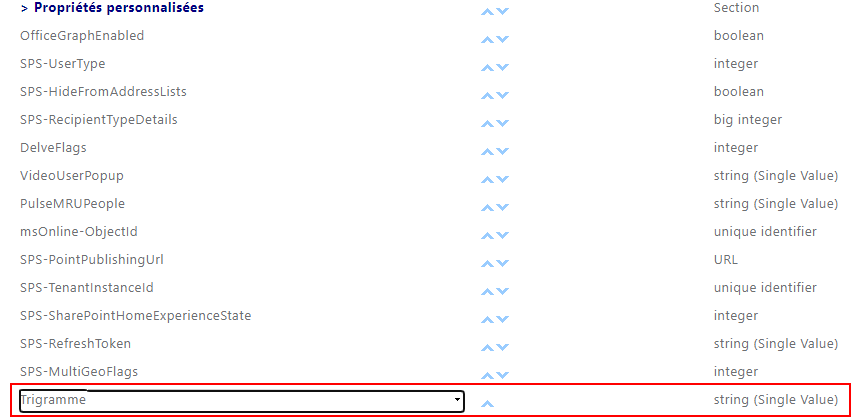 > Propriétés personnalisées Section
OfficeGraphEnabled boolean
SPS-UserType integer
SPS-HideFromAddressLists boolean
SPS-RecipientTypeDetails big integer
DelveFlags integer
VideoUserPopup string (Single Value)
PulseMRUPeople string (Single Value)
msOnline-ObjectId unique identifier
SPS-PointPublishingUrl URL
SPS-TenantInstanceId unique identifier
SPS-SharePointHomeExperienceState integer
SPS-RefreshToken string (Single Value)
SPS-MultiGeoFlags integer
Trigramme string (Single Value)